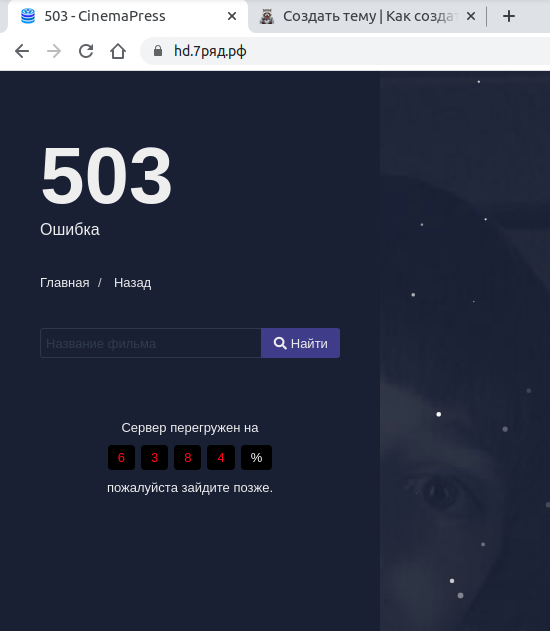 503 - CinemaPress
Создать тему | Как создат
hd.7ряд.рф
503
Ошибка
Главная / Назад
Название фильма Найти
Сервер перегружен на
6 3 8 4 %
пожалуйста зайдите позже.